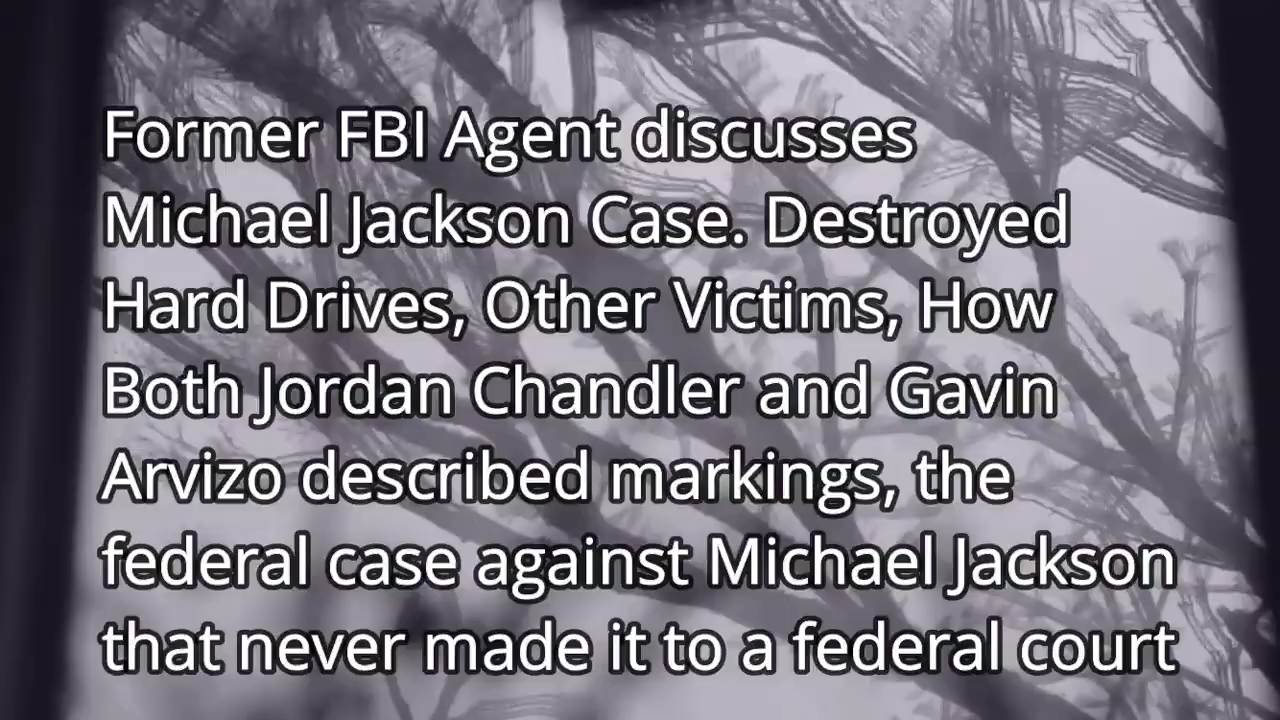 Former FBI Agent discusses
Michael Jackson Case. Destroyed
Hard Drives, Other Victims, How
Both Jordan Chandler and Gavin
Arvizo described markings, the
federal case against Michael Jackson
that never made it to a federal court